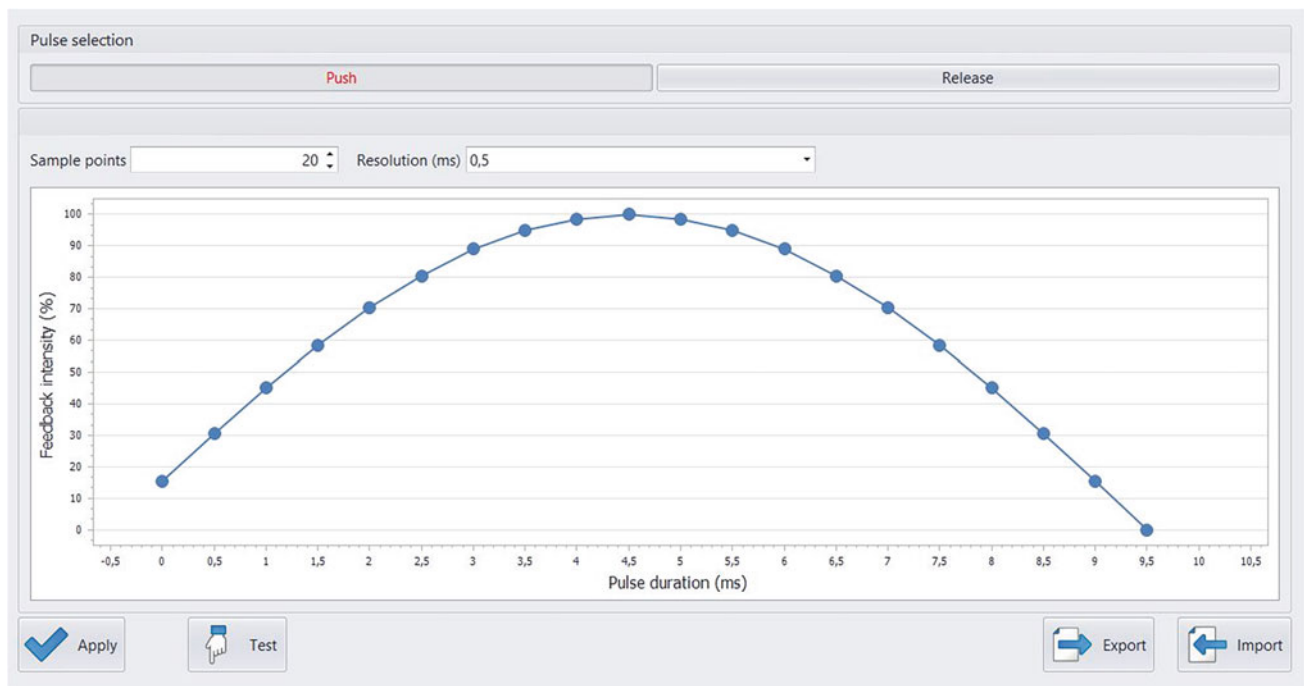 Pulse selection
Push Release
Sample points 20 Resolution (ms) 0,5
100
90
80
70
60
50
40
30
20
10
0
Feedback intensity (%)
-0,5 0 0,5 1 1,5 2 2,5 3 3,5 4 4,5 5 5,5 6 6,5 7 7,5 8 8,5 9 9,5 10 10,5
Pulse duration (ms)
Apply Test Export Import